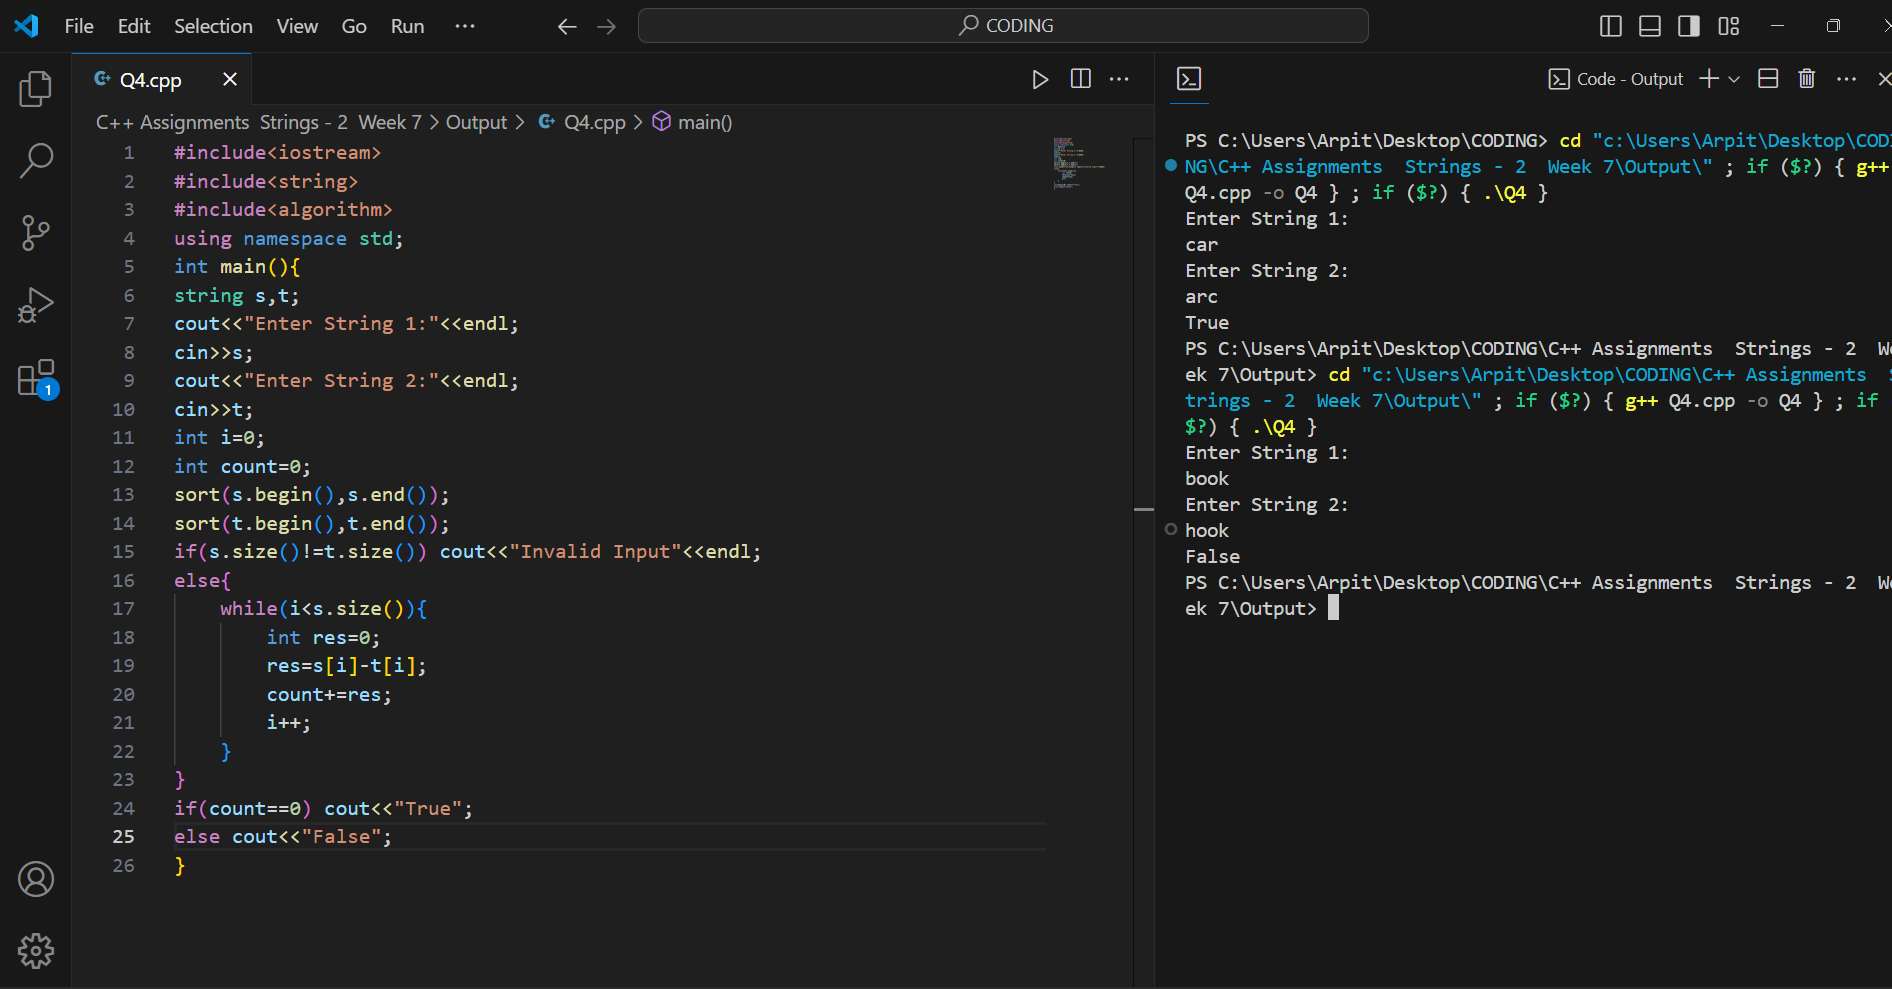 File Edit Selection View Go Run ··· CODING
Q4.cpp
C++ Assignments Strings - 2 Week 7 > Output > Q4.cpp > main()
1 #include<iostream>
2 #include<string>
3 #include<algorithm>
4 using namespace std;
5 int main(){
6 string s,t;
7 cout<<"Enter String 1:"<<endl;
8 cin>>s;
9 cout<<"Enter String 2:"<<endl;
10 cin>>t;
11 int i=0;
12 int count=0;
13 sort(s.begin(),s.end());
14 sort(t.begin(),t.end());
15 if(s.size()!=t.size()) cout<<"Invalid Input"<<endl;
16 else{
17 while(i<s.size()){
18 int res=0;
19 res=s[i]-t[i];
20 count+=res;
21 i++;
22 }
23 }
24 if(count==0) cout<<"True";
25 else cout<<"False";
26 }
1
Code - Output
PS C:\Users\Arpit\Desktop\CODING> cd "c:\Users\Arpit\Desktop\CODI
NG\C++ Assignments  Strings - 2  Week 7\Output\" ; if ($?) { g++
Q4.cpp -o Q4 } ; if ($?) { .\Q4 }
Enter String 1:
car
Enter String 2:
arc
True
PS C:\Users\Arpit\Desktop\CODING\C++ Assignments  Strings - 2  We
ek 7\Output> cd "c:\Users\Arpit\Desktop\CODING\C++ Assignments  S
trings - 2  Week 7\Output\" ; if ($?) { g++ Q4.cpp -o Q4 } ; if
$?) { .\Q4 }
Enter String 1:
book
Enter String 2:
hook
False
PS C:\Users\Arpit\Desktop\CODING\C++ Assignments  Strings - 2  We
ek 7\Output>